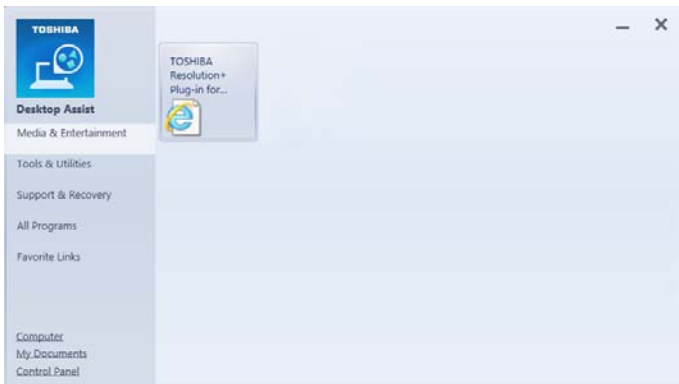 TOSHIBA
Desktop Assist
Media & Entertainment
Tools & Utilities
Support & Recovery
All Programs
Favorite Links
Computer
My Documents
Control Panel
TOSHIBA
Resolution+
Plug-in for...